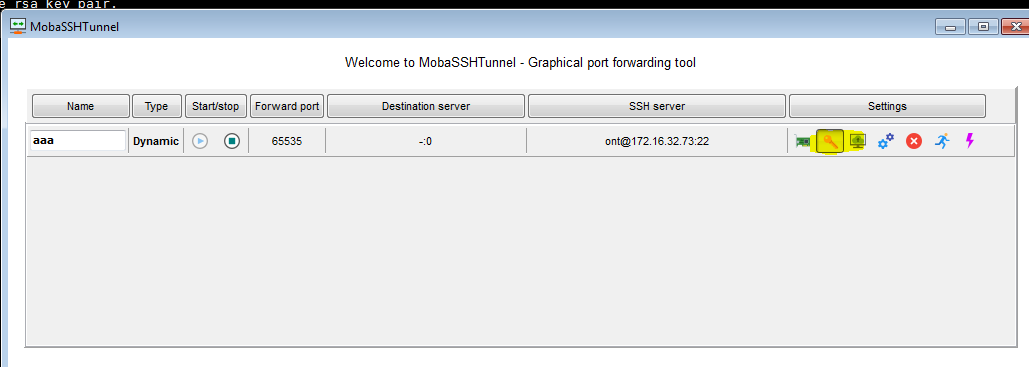 e rsa key pair.
MobaSSHTunnel
Welcome to MobaSSHTunnel - Graphical port forwarding tool
Name Type Start/stop Forward port Destination server SSH server Settings
aaa Dynamic 65535 -:0 ont@172.16.32.73:22